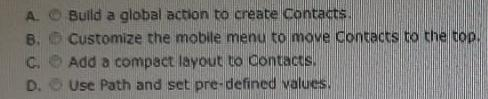 A. Build a global action to create Contacts.
B. Customize the mobile menu to move Contacts to the top.
C. Add a compact layout to Contacts.
D. Use Path and set pre-defined values.